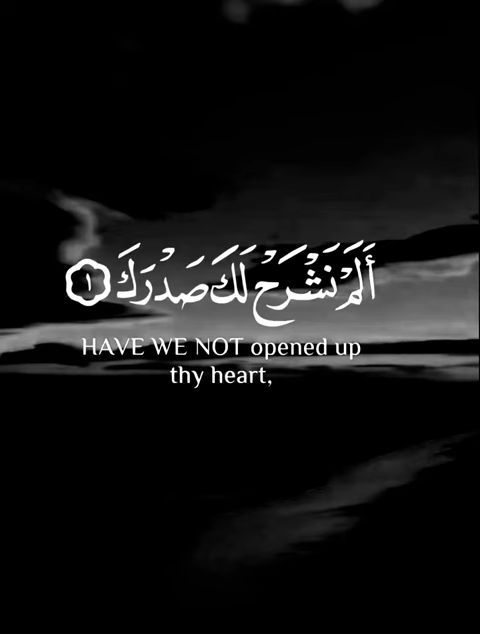 أَلَمْ نَشْرَحْ لَكَ صَدْرَكَ ١
HAVE WE NOT opened up
thy heart,